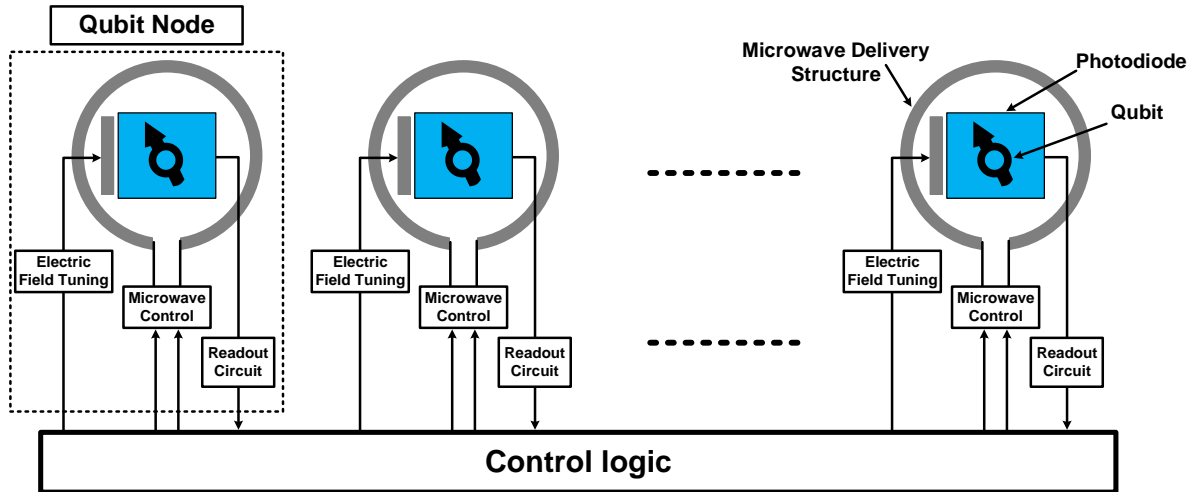 Qubit Node
Microwave Delivery
Structure
Photodiode
Qubit
Electric
Field Tuning
Microwave
Control
Readout
Circuit
Electric
Field Tuning
Microwave
Control
Readout
Circuit
Electric
Field Tuning
Microwave
Control
Readout
Circuit
Control logic